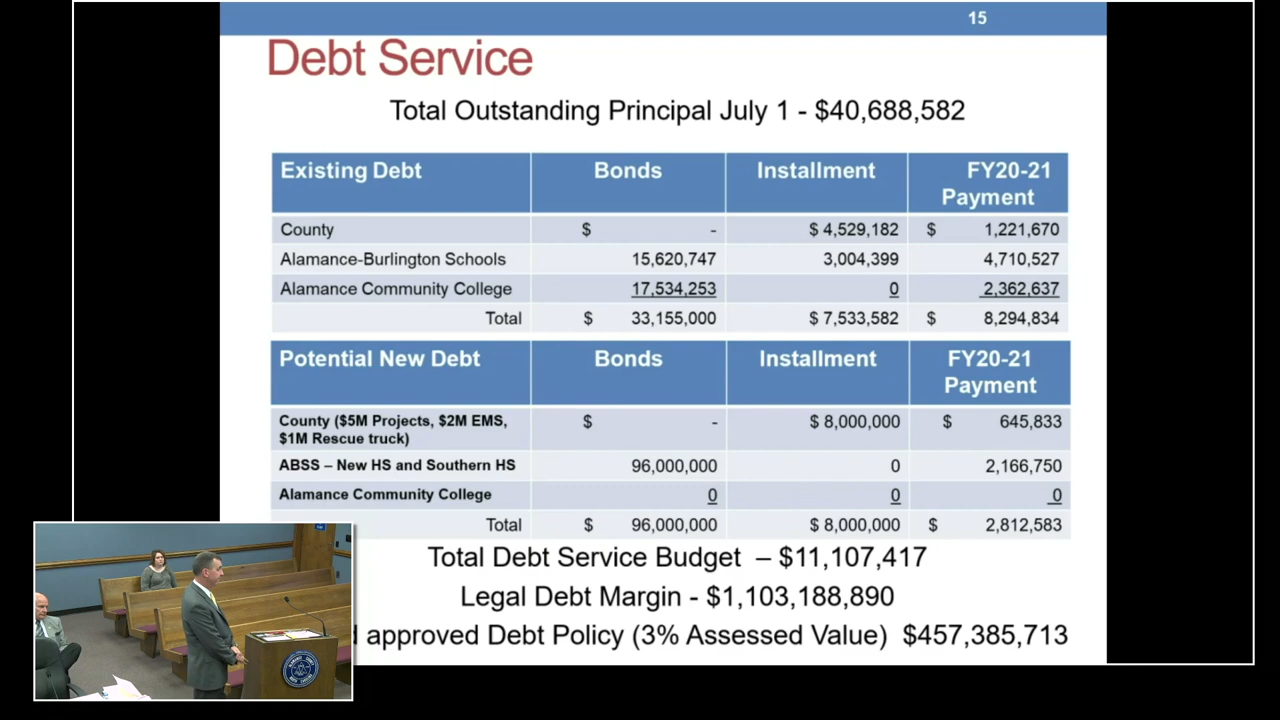 15
Debt Service
Total Outstanding Principal July 1 - $40,688,582
Existing Debt Bonds Installment FY20-21 Payment
County $ - $ 4,529,182 $ 1,221,670
Alamance-Burlington Schools 15,620,747 3,004,399 4,710,527
Alamance Community College 17,534,253 0 2,362,637
Total $ 33,155,000 $ 7,533,582 $ 8,294,834
Potential New Debt Bonds Installment FY20-21 Payment
County ($5M Projects, $2M EMS, $1M Rescue truck) $ - $ 8,000,000 $ 645,833
ABSS – New HS and Southern HS 96,000,000 0 2,166,750
Alamance Community College 0 0 0
Total $ 96,000,000 $ 8,000,000 $ 2,812,583
Total Debt Service Budget – $11,107,417
Legal Debt Margin - $1,103,188,890
approved Debt Policy (3% Assessed Value) $457,385,713